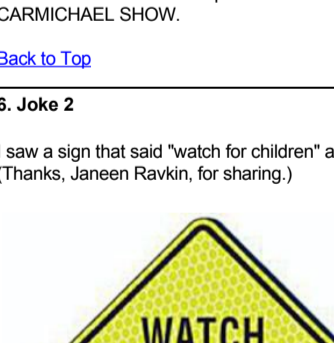 CARMICHAEL SHOW.
Back to Top
6. Joke 2
I saw a sign that said "watch for children" a
(Thanks, Janeen Ravkin, for sharing.)
WATCH